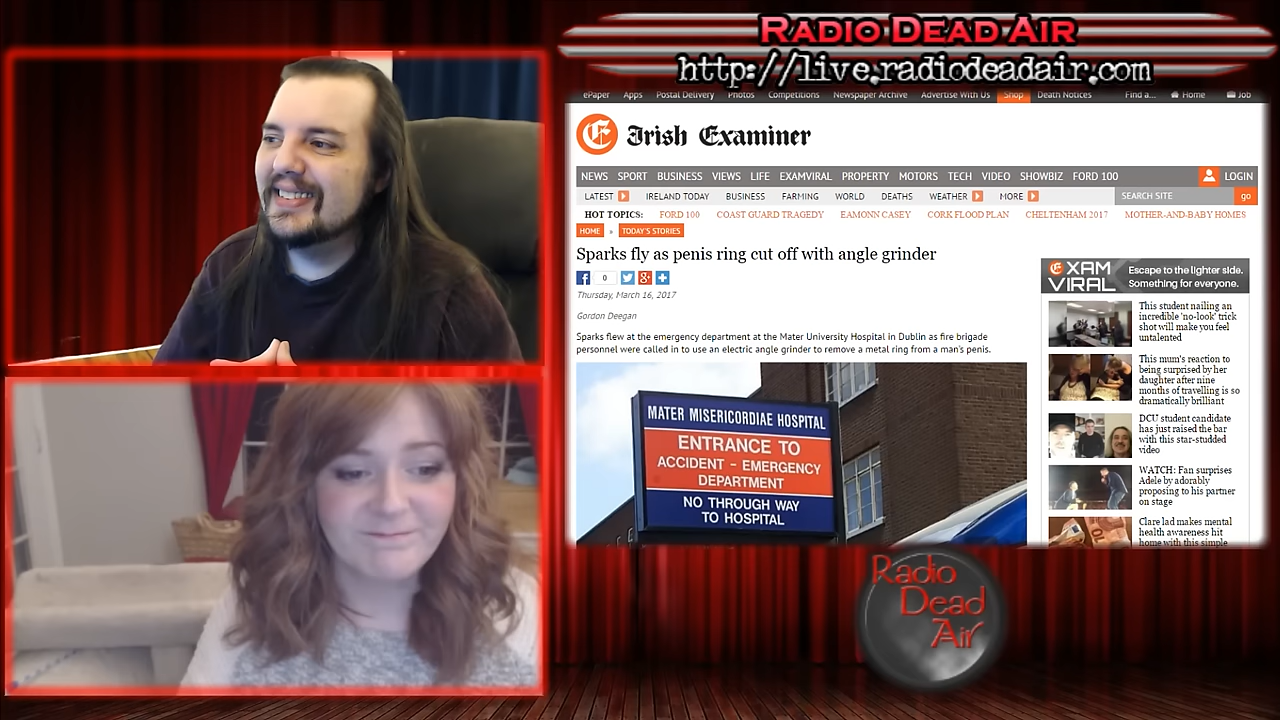 RADIO DEAD AIR
http://live.radiodeadair.com
ePaper Apps Postal Delivery Photos Competitions Newspaper Archive Advertise With Us Shop Death Notices Find a... Home Job
E Irish Examiner
NEWS SPORT BUSINESS VIEWS LIFE EXAMVIRAL PROPERTY MOTORS TECH VIDEO SHOWBIZ FORD 100 LOGIN
LATEST IRELAND TODAY BUSINESS FARMING WORLD DEATHS WEATHER MORE SEARCH SITE go
HOT TOPICS: FORD 100 COAST GUARD TRAGEDY EAMONN CASEY CORK FLOOD PLAN CHELTENHAM 2017 MOTHER-AND-BABY HOMES
HOME » TODAY'S STORIES
Sparks fly as penis ring cut off with angle grinder
f 0 g+ +
Thursday, March 16, 2017
Gordon Deegan
Sparks flew at the emergency department at the Mater University Hospital in Dublin as fire brigade
personnel were called in to use an electric angle grinder to remove a metal ring from a man's penis.
MATER MISERICORDIAE HOSPITAL
ENTRANCE TO
ACCIDENT - EMERGENCY
DEPARTMENT
NO THROUGH WAY
TO HOSPITAL
EXAM
VIRAL
Escape to the lighter side.
Something for everyone.
This student nailing an
incredible 'no-look' trick
shot will make you feel
untalented
This mum's reaction to
being surprised by her
daughter after nine
months of travelling is so
dramatically brilliant
DCU student candidate
has just raised the bar
with this star-studded
video
WATCH: Fan surprises
Adele by adorably
proposing to his partner
on stage
Clare lad makes mental
health awareness hit
home with this simple
Radio
Dead
Air